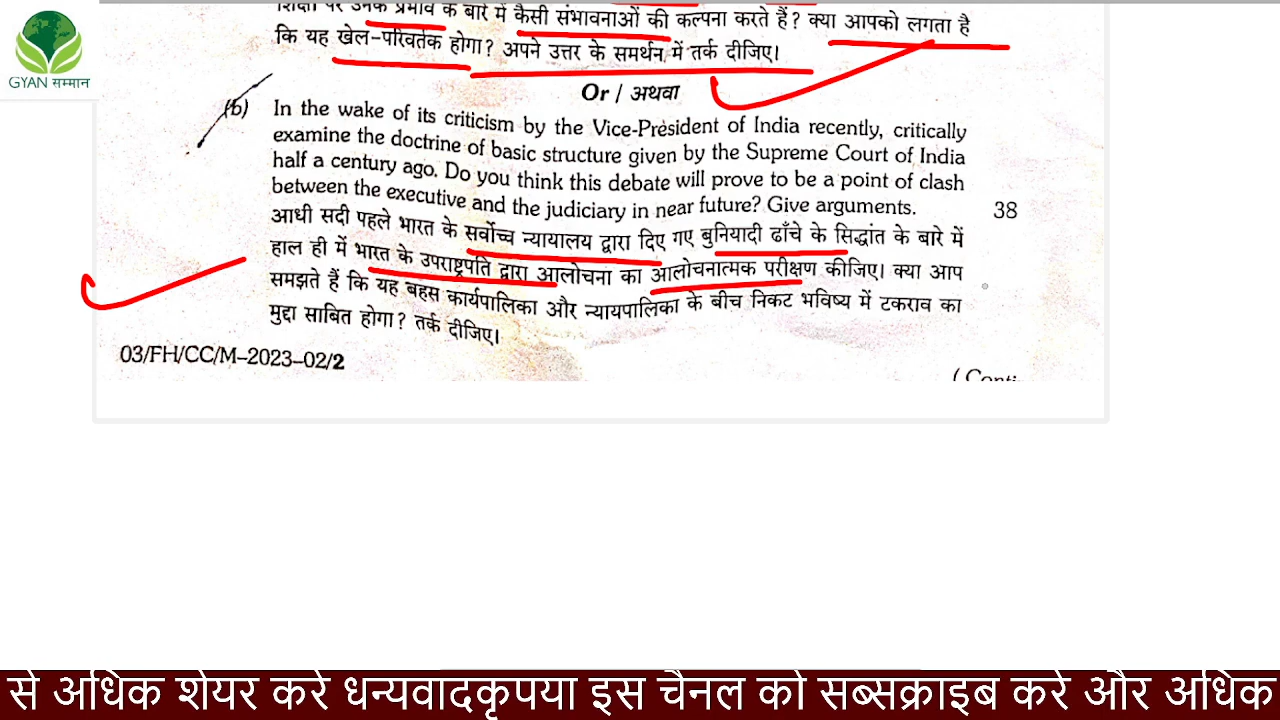 GYAN सम्मान
शिक्षा पर उनके प्रभाव के बारे में कैसी संभावनाओं की कल्पना करते हैं? क्या आपको लगता है
कि यह खेल-परिवर्तक होगा? अपने उत्तर के समर्थन में तर्क दीजिए।
Or / अथवा
(b) In the wake of its criticism by the Vice-President of India recently, critically
examine the doctrine of basic structure given by the Supreme Court of India
half a century ago. Do you think this debate will prove to be a point of clash
between the executive and the judiciary in near future? Give arguments. 38
आधी सदी पहले भारत के सर्वोच्च न्यायालय द्वारा दिए गए बुनियादी ढाँचे के सिद्धांत के बारे में
हाल ही में भारत के उपराष्ट्रपति द्वारा आलोचना का आलोचनात्मक परीक्षण कीजिए। क्या आप
समझते हैं कि यह बहस कार्यपालिका और न्यायपालिका के बीच निकट भविष्य में टकराव का
मुद्दा साबित होगा? तर्क दीजिए।
03/FH/CC/M-2023-02/2
से अधिक शेयर करे धन्यवादकृपया इस चैनल को सब्सक्राइब करे और अधिक